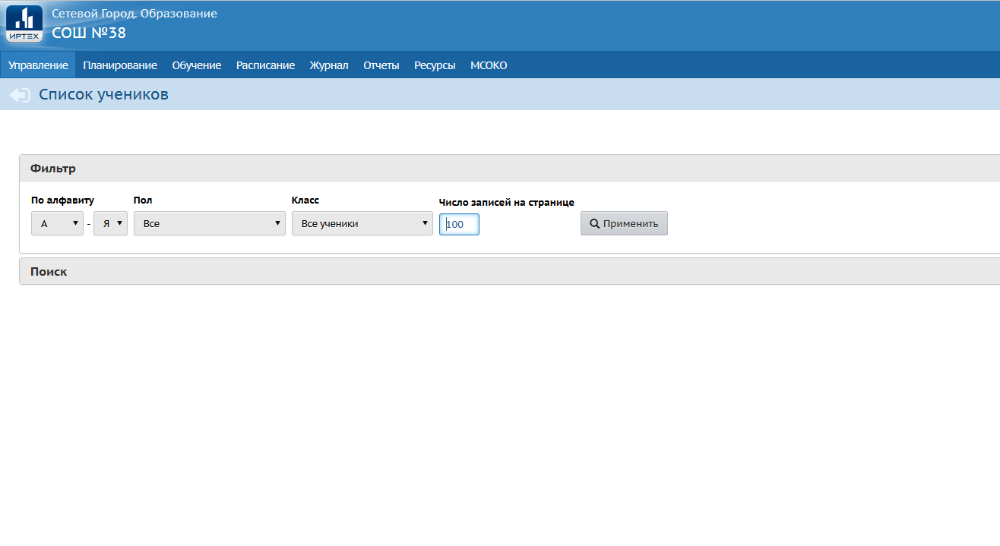 Сетевой Город. Образование
ИРТЕХ
СОШ №38
Управление Планирование Обучение Расписание Журнал Отчеты Ресурсы МСОКО
Список учеников
Фильтр
По алфавиту Пол Класс Число записей на странице
А - Я Все Все ученики 100 Применить
Поиск